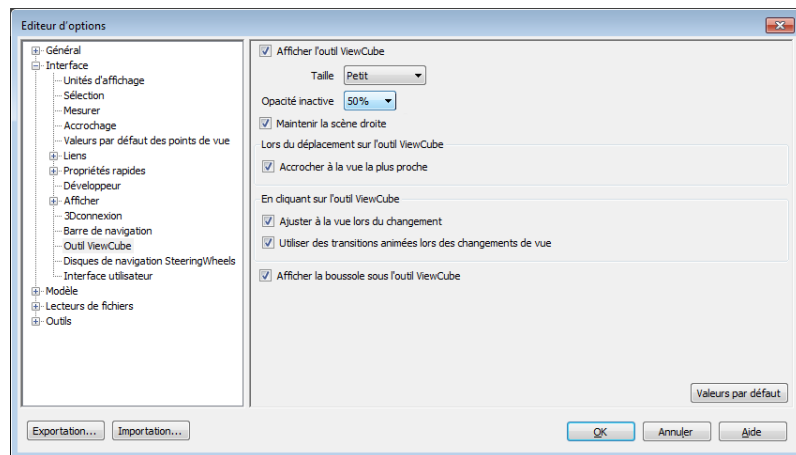 Editeur d'options
Général
Interface
Unités d'affichage
Sélection
Mesurer
Accrochage
Valeurs par défaut des points de vue
Liens
Propriétés rapides
Développeur
Afficher
3Dconnexion
Barre de navigation
Outil ViewCube
Disques de navigation SteeringWheels
Interface utilisateur
Modèle
Lecteurs de fichiers
Outils
Afficher l'outil ViewCube
Taille Petit
Opacité inactive 50%
Maintenir la scène droite
Lors du déplacement sur l'outil ViewCube
Accrocher à la vue la plus proche
En cliquant sur l'outil ViewCube
Ajuster à la vue lors du changement
Utiliser des transitions animées lors des changements de vue
Afficher la boussole sous l'outil ViewCube
Valeurs par défaut
Exportation... Importation... OK Annuler Aide